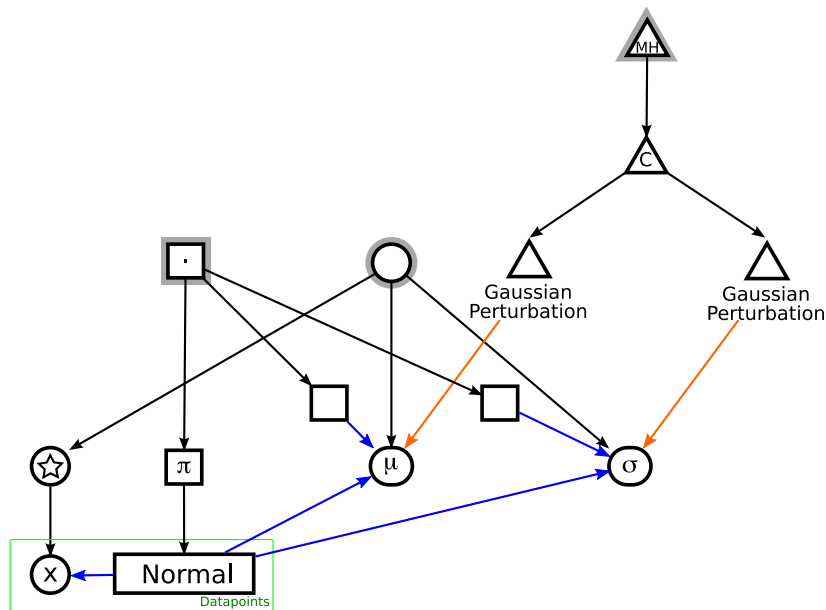 MH
C
Gaussian
Perturbation
Gaussian
Perturbation
π
μ
σ
x
Normal
Datapoints